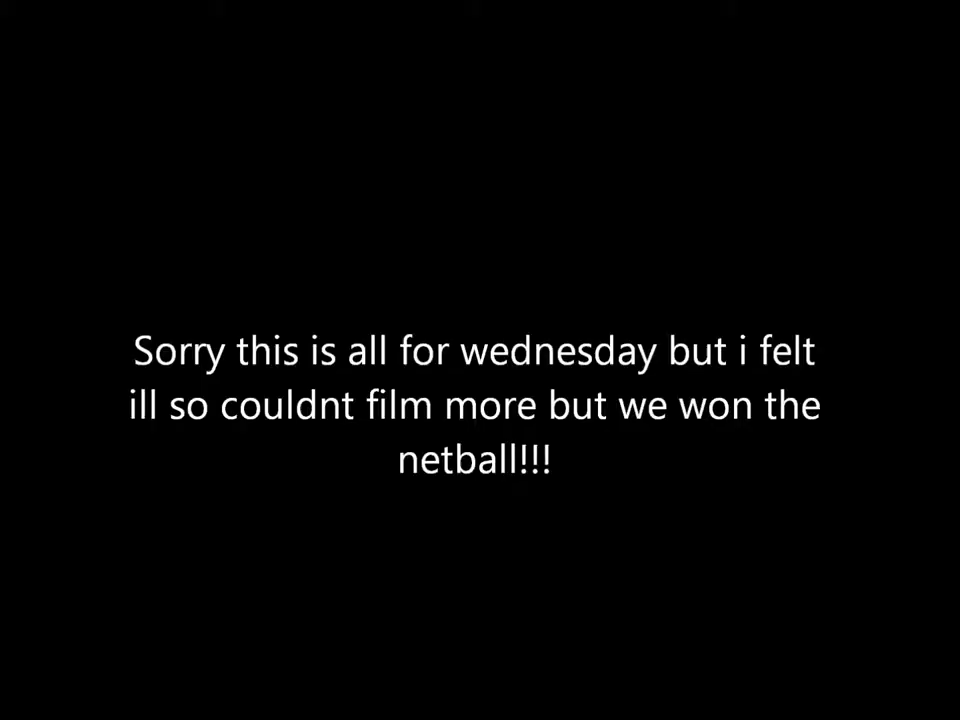 Sorry this is all for wednesday but i felt
ill so couldnt film more but we won the
netball!!!